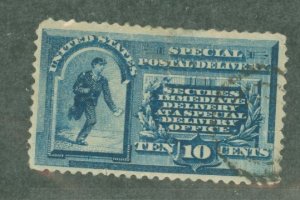 UNITED STATES
SPECIAL
POSTAL DELIVERY
SECURES
IMMEDIATE
DELIVERY
AT A SPECIAL
DELIVERY
OFFICE
TEN 10 CENTS